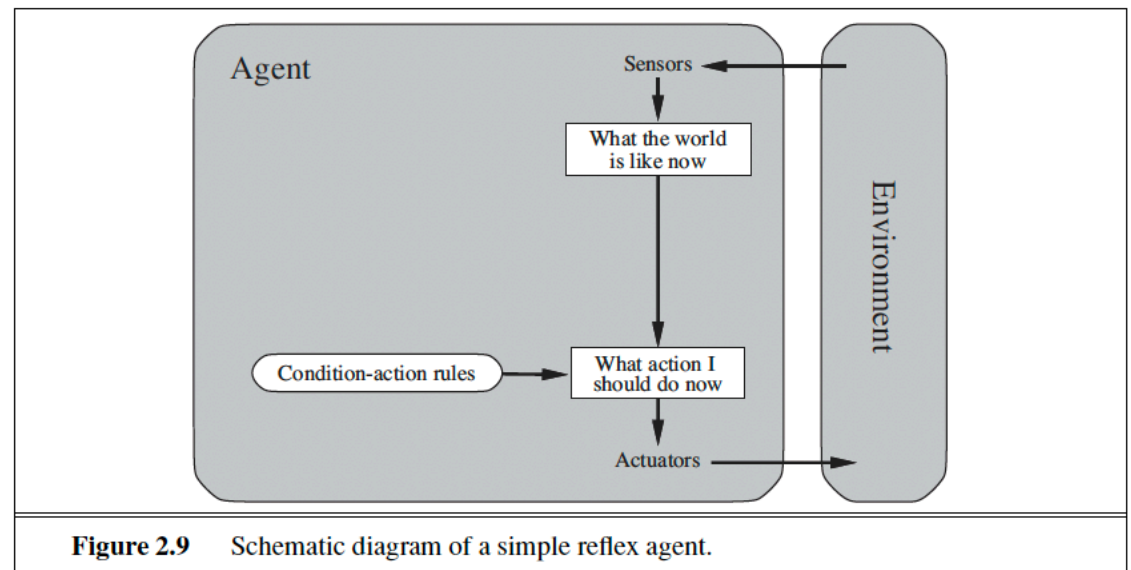 Agent
Sensors
What the world
is like now
Environment
Condition-action rules
What action I
should do now
Actuators
Figure 2.9 Schematic diagram of a simple reflex agent.